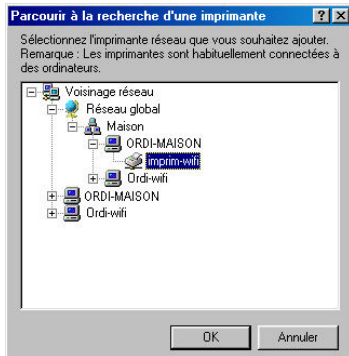 Parcourir à la recherche d'une imprimante
Sélectionnez l'imprimante réseau que vous souhaitez ajouter.
Remarque : Les imprimantes sont habituellement connectées à
des ordinateurs.
Voisinage réseau
Réseau global
Maison
ORDI-MAISON
imprim-wifi
Ordi-wifi
ORDI-MAISON
Ordi-wifi
OK Annuler